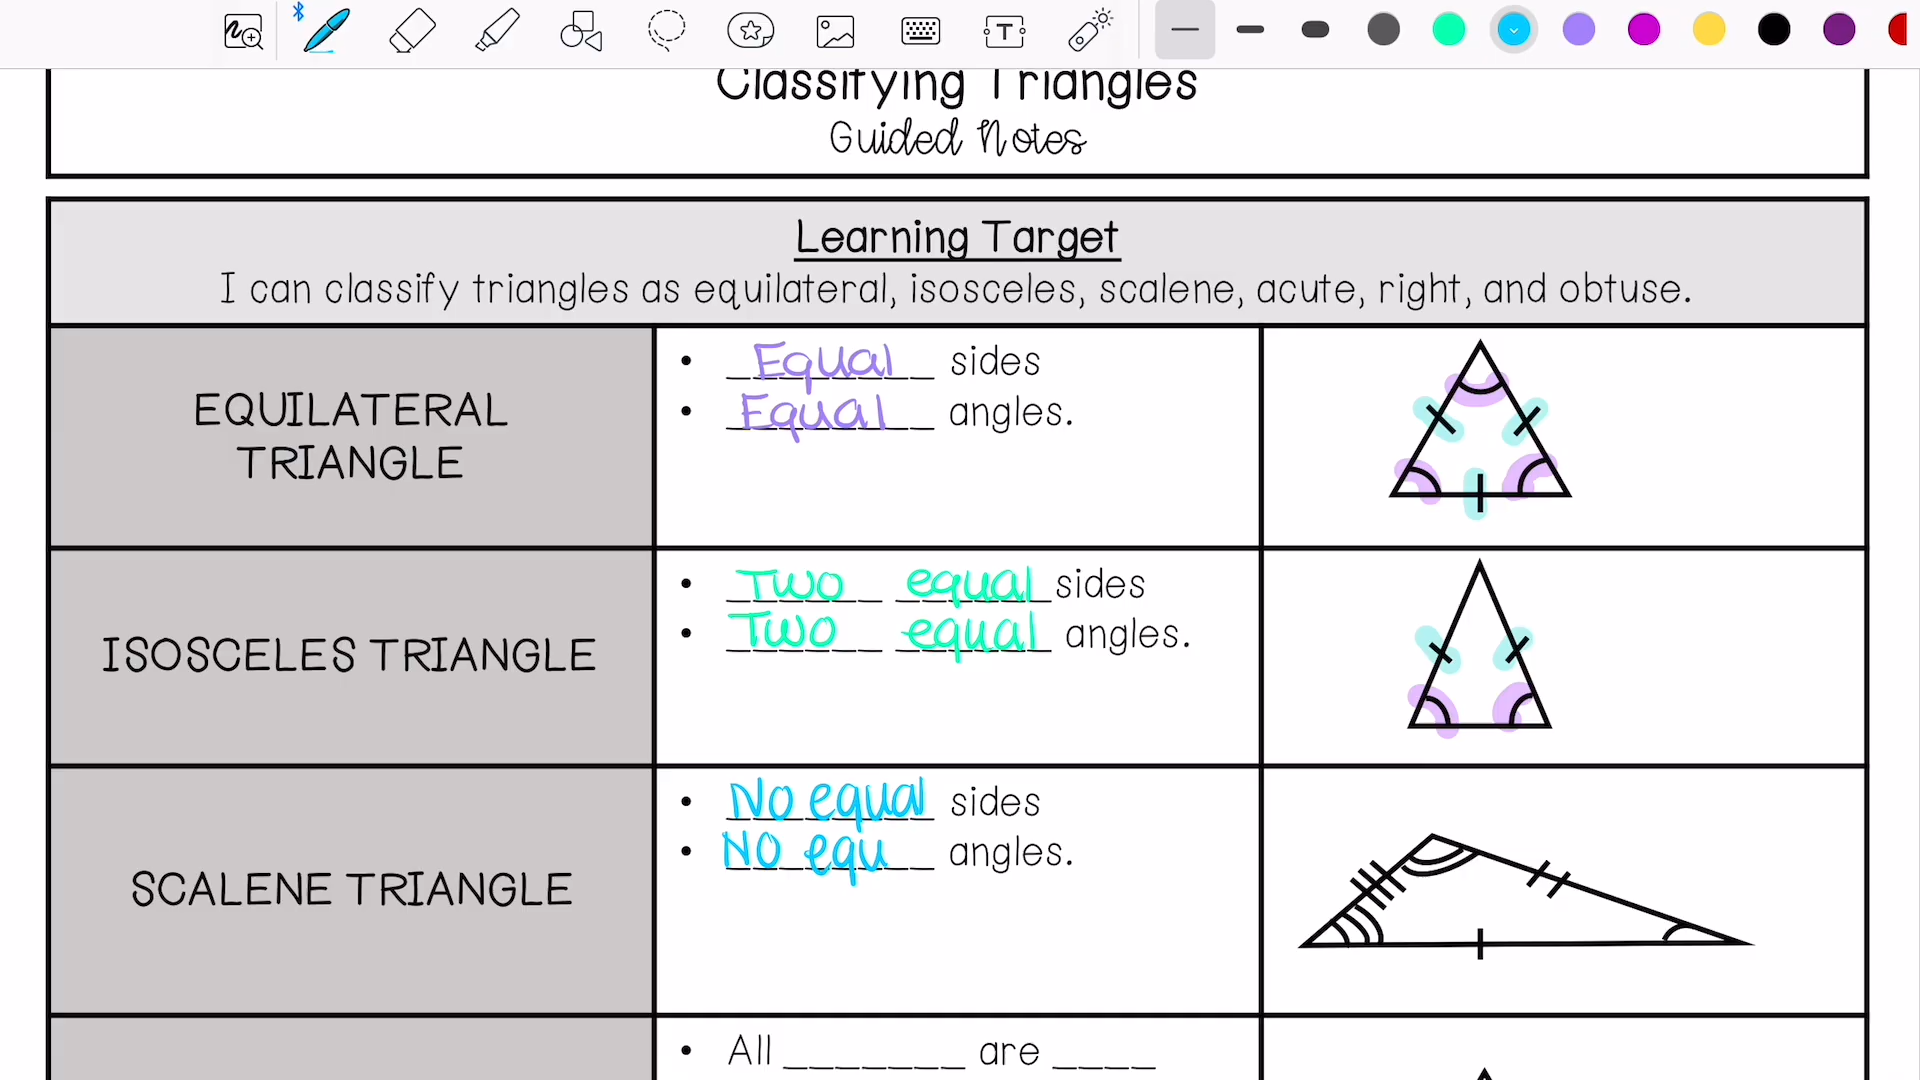 Classifying Triangles
Guided Notes
Learning Target
I can classify triangles as equilateral, isosceles, scalene, acute, right, and obtuse.
EQUILATERAL
TRIANGLE
• Equal sides
• Equal angles.
ISOSCELES TRIANGLE
• Two equal sides
• Two equal angles.
SCALENE TRIANGLE
• No equal sides
• No equ angles.
• All _______ are ____